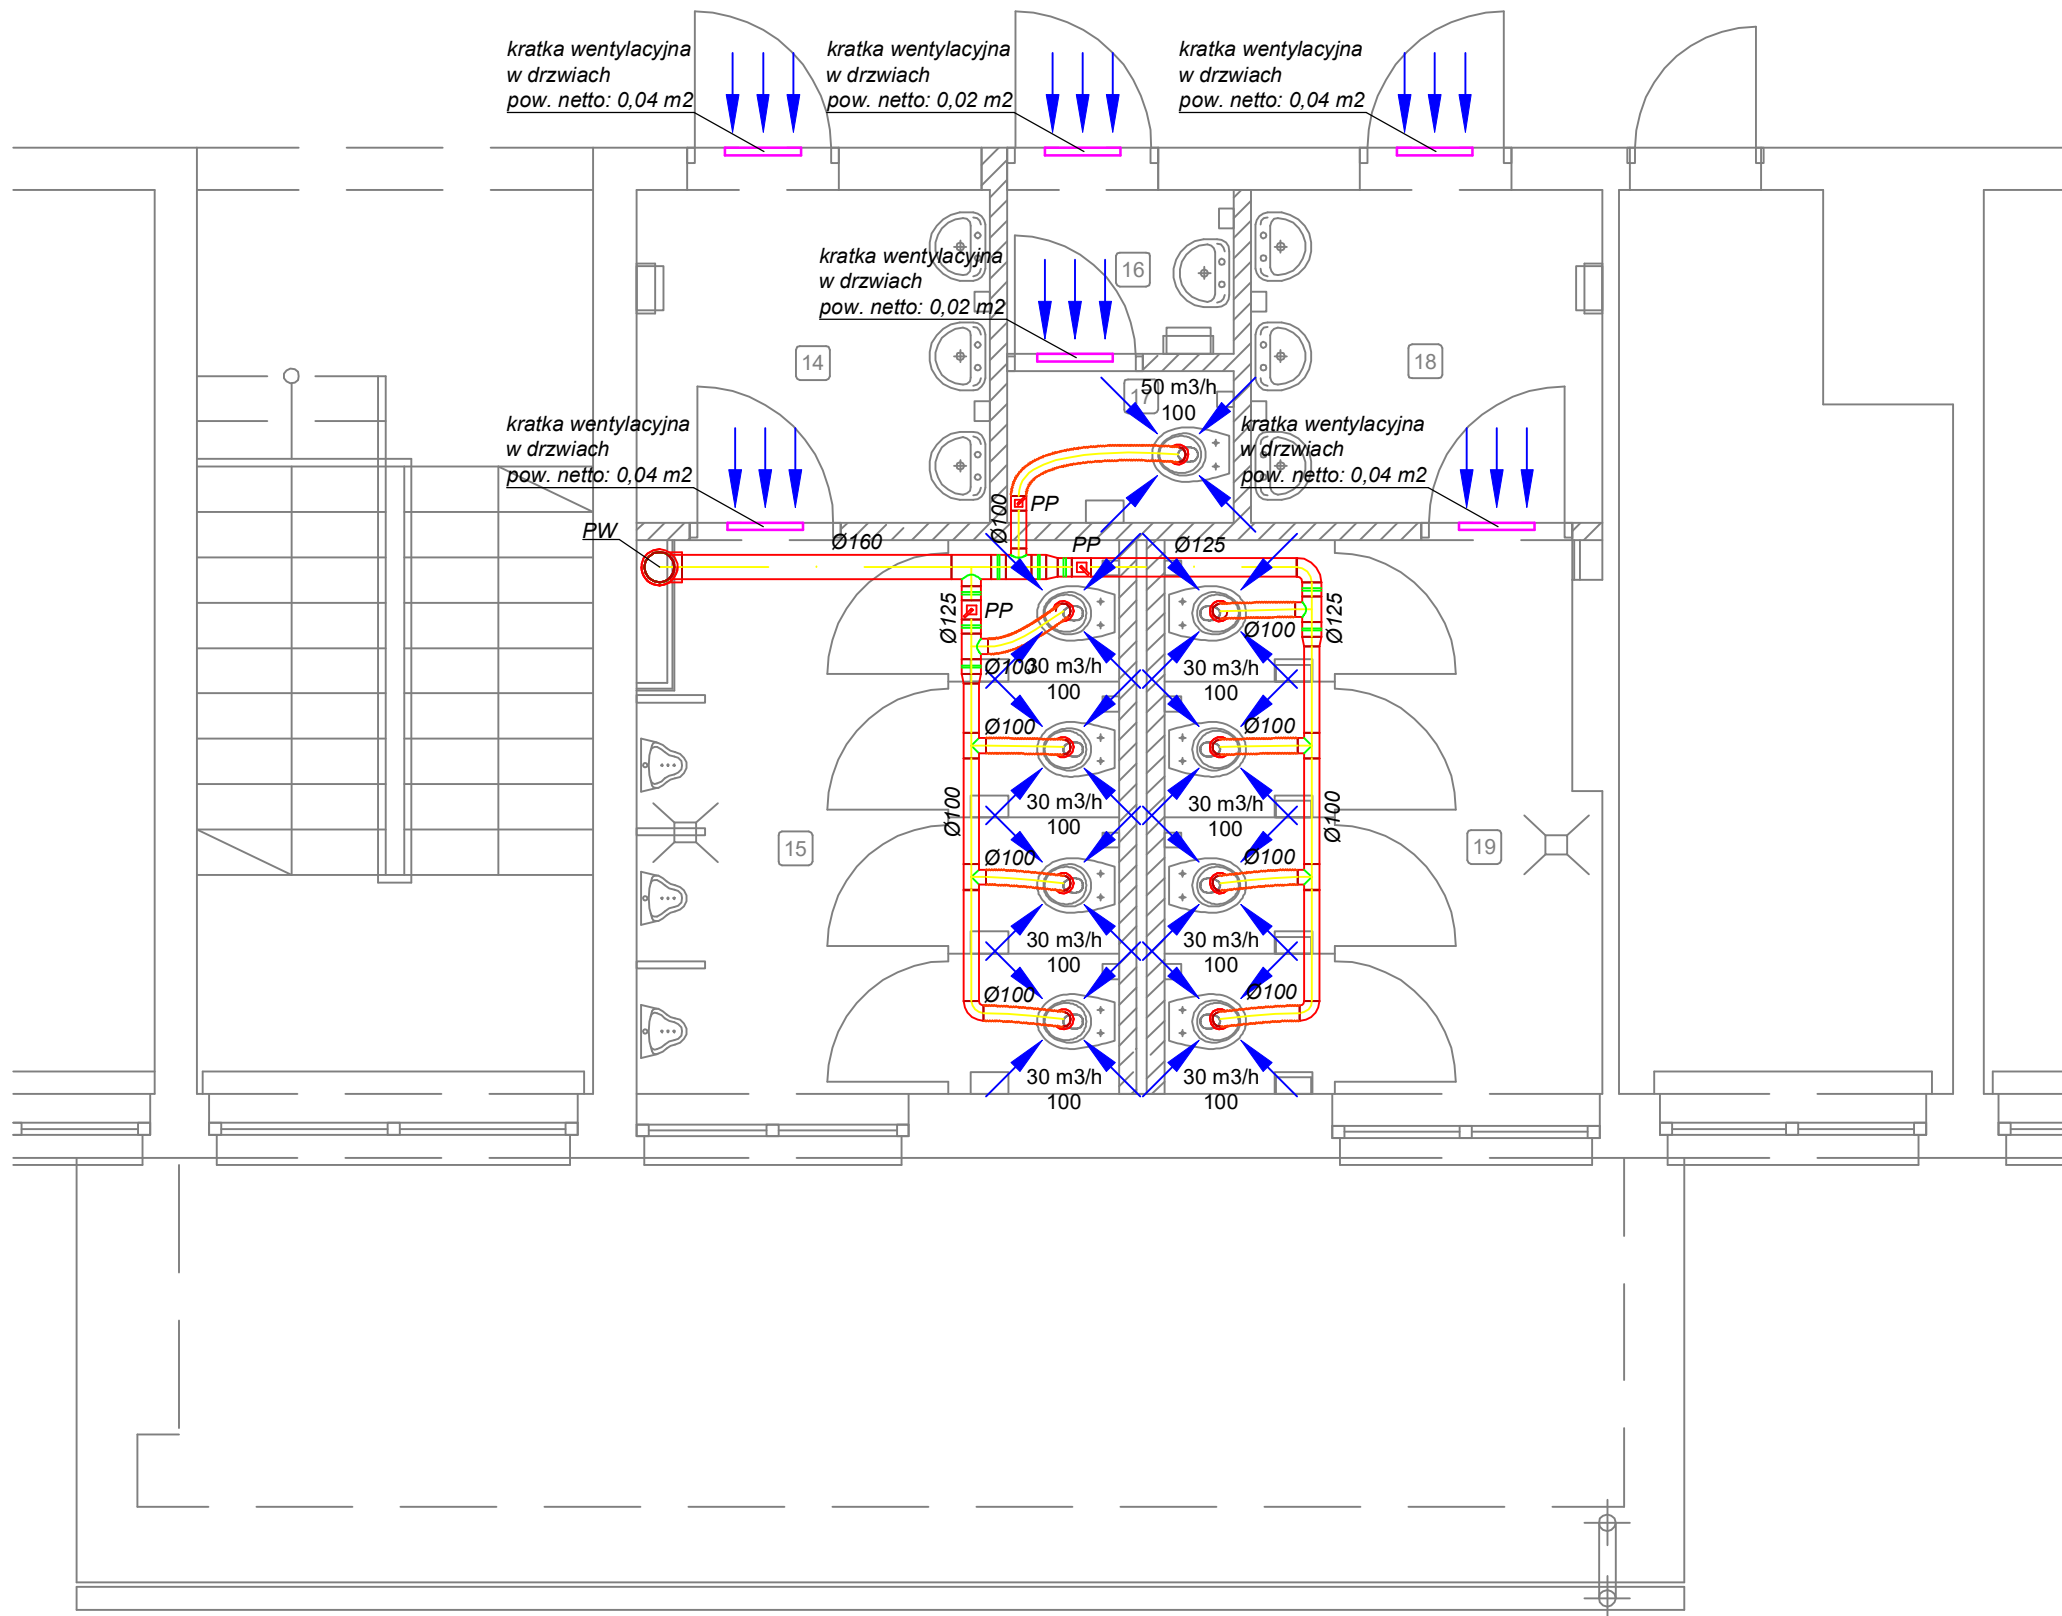 kratka wentylacyjna
w drzwiach
pow. netto: 0,04 m2
kratka wentylacyjna
w drzwiach
pow. netto: 0,02 m2
kratka wentylacyjna
w drzwiach
pow. netto: 0,04 m2
kratka wentylacyjna
w drzwiach
pow. netto: 0,02 m2
16
14
18
17
50 m3/h
100
kratka wentylacyjna
w drzwiach
pow. netto: 0,04 m2
kratka wentylacyjna
w drzwiach
pow. netto: 0,04 m2
Ø100
PP
PW
Ø160
PP
Ø125
Ø125
PP
Ø125
Ø100
Ø100
30 m3/h
100
30 m3/h
100
Ø100
Ø100
30 m3/h
100
30 m3/h
100
Ø100
Ø100
15
19
Ø100
Ø100
30 m3/h
100
30 m3/h
100
Ø100
Ø100
30 m3/h
100
30 m3/h
100